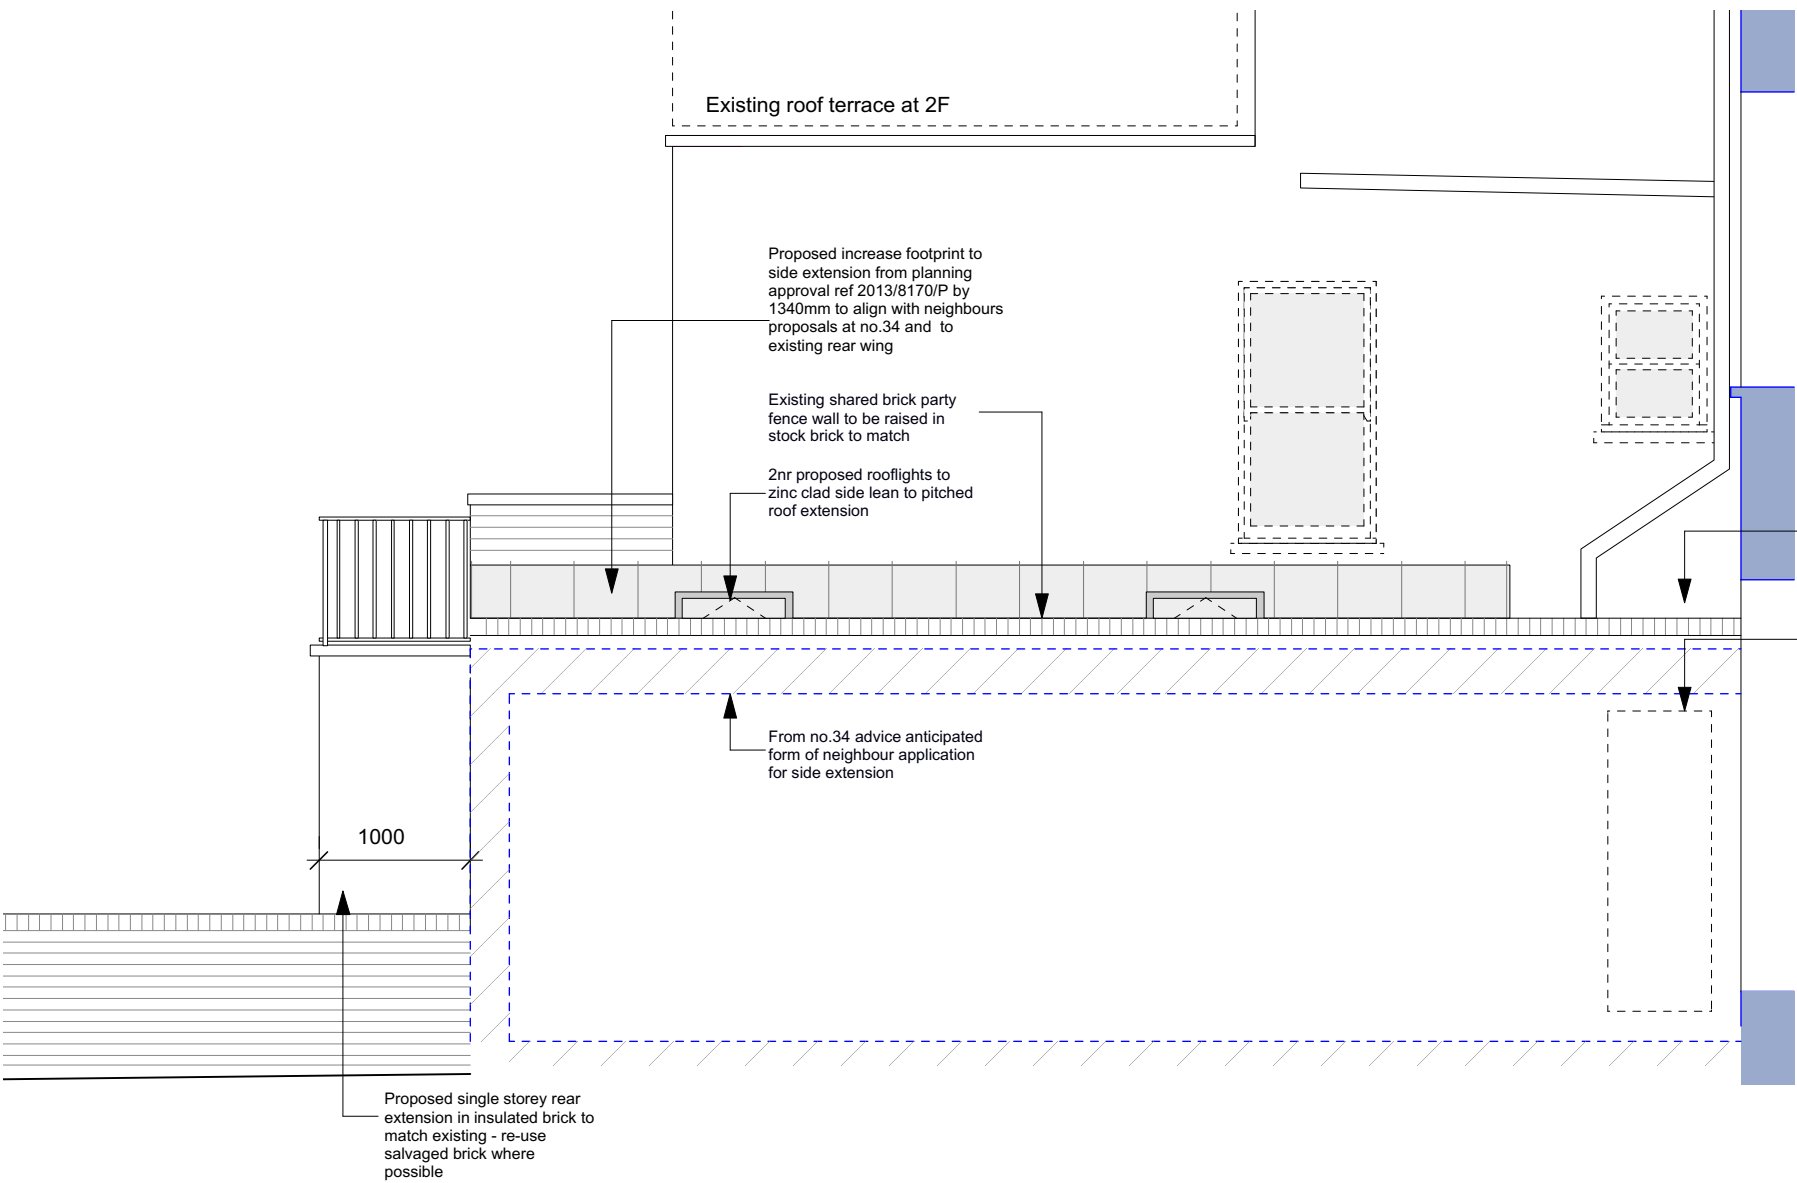 Existing roof terrace at 2F
Proposed increase footprint to
side extension from planning
approval ref 2013/8170/P by
1340mm to align with neighbours
proposals at no.34 and to
existing rear wing
Existing shared brick party
fence wall to be raised in
stock brick to match
2nr proposed rooflights to
zinc clad side lean to pitched
roof extension
From no.34 advice anticipated
form of neighbour application
for side extension
1000
Proposed single storey rear
extension in insulated brick to
match existing - re-use
salvaged brick where
possible